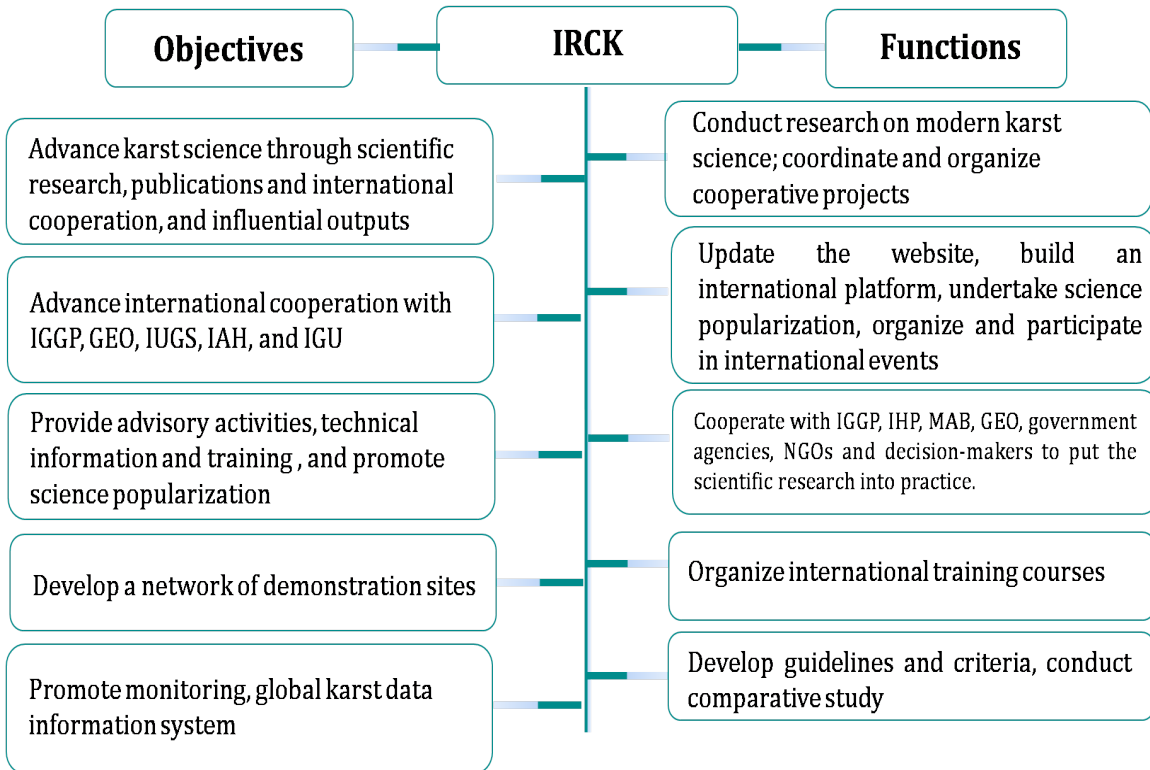 Objectives
IRCK
Functions
Advance karst science through scientific
research, publications and international
cooperation, and influential outputs
Advance international cooperation with
IGGP, GEO, IUGS, IAH, and IGU
Provide advisory activities, technical
information and training , and promote
science popularization
Develop a network of demonstration sites
Promote monitoring, global karst data
information system
Conduct research on modern karst
science; coordinate and organize
cooperative projects
Update the website, build an
international platform, undertake science
popularization, organize and participate
in international events
Cooperate with IGGP, IHP, MAB, GEO, government
agencies, NGOs and decision-makers to put the
scientific research into practice.
Organize international training courses
Develop guidelines and criteria, conduct
comparative study